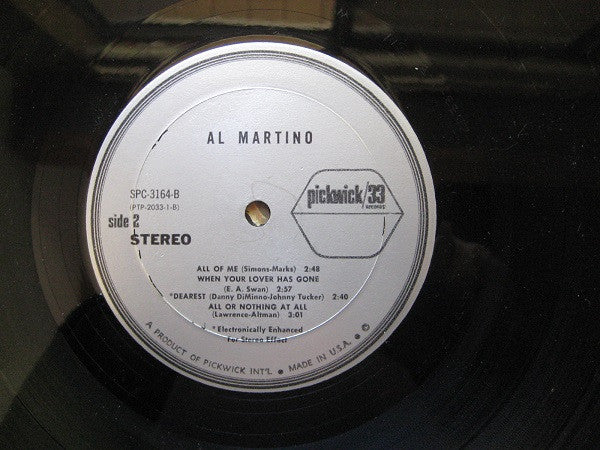 AL MARTINO
SPC-3164-B
(PTP-2033-1-B)
side 2
STEREO
pickwick/33
records
ALL OF ME (Simons-Marks) 2:48
WHEN YOUR LOVER HAS GONE
(E. A. Swan) 2:57
*DEAREST (Danny DiMinno-Johnny Tucker) 2:40
ALL OR NOTHING AT ALL
(Lawrence-Altman) 3:01
*Electronically Enhanced
For Stereo Effect
A PRODUCT OF PICKWICK INT'L ● MADE IN U.S.A. ● ©